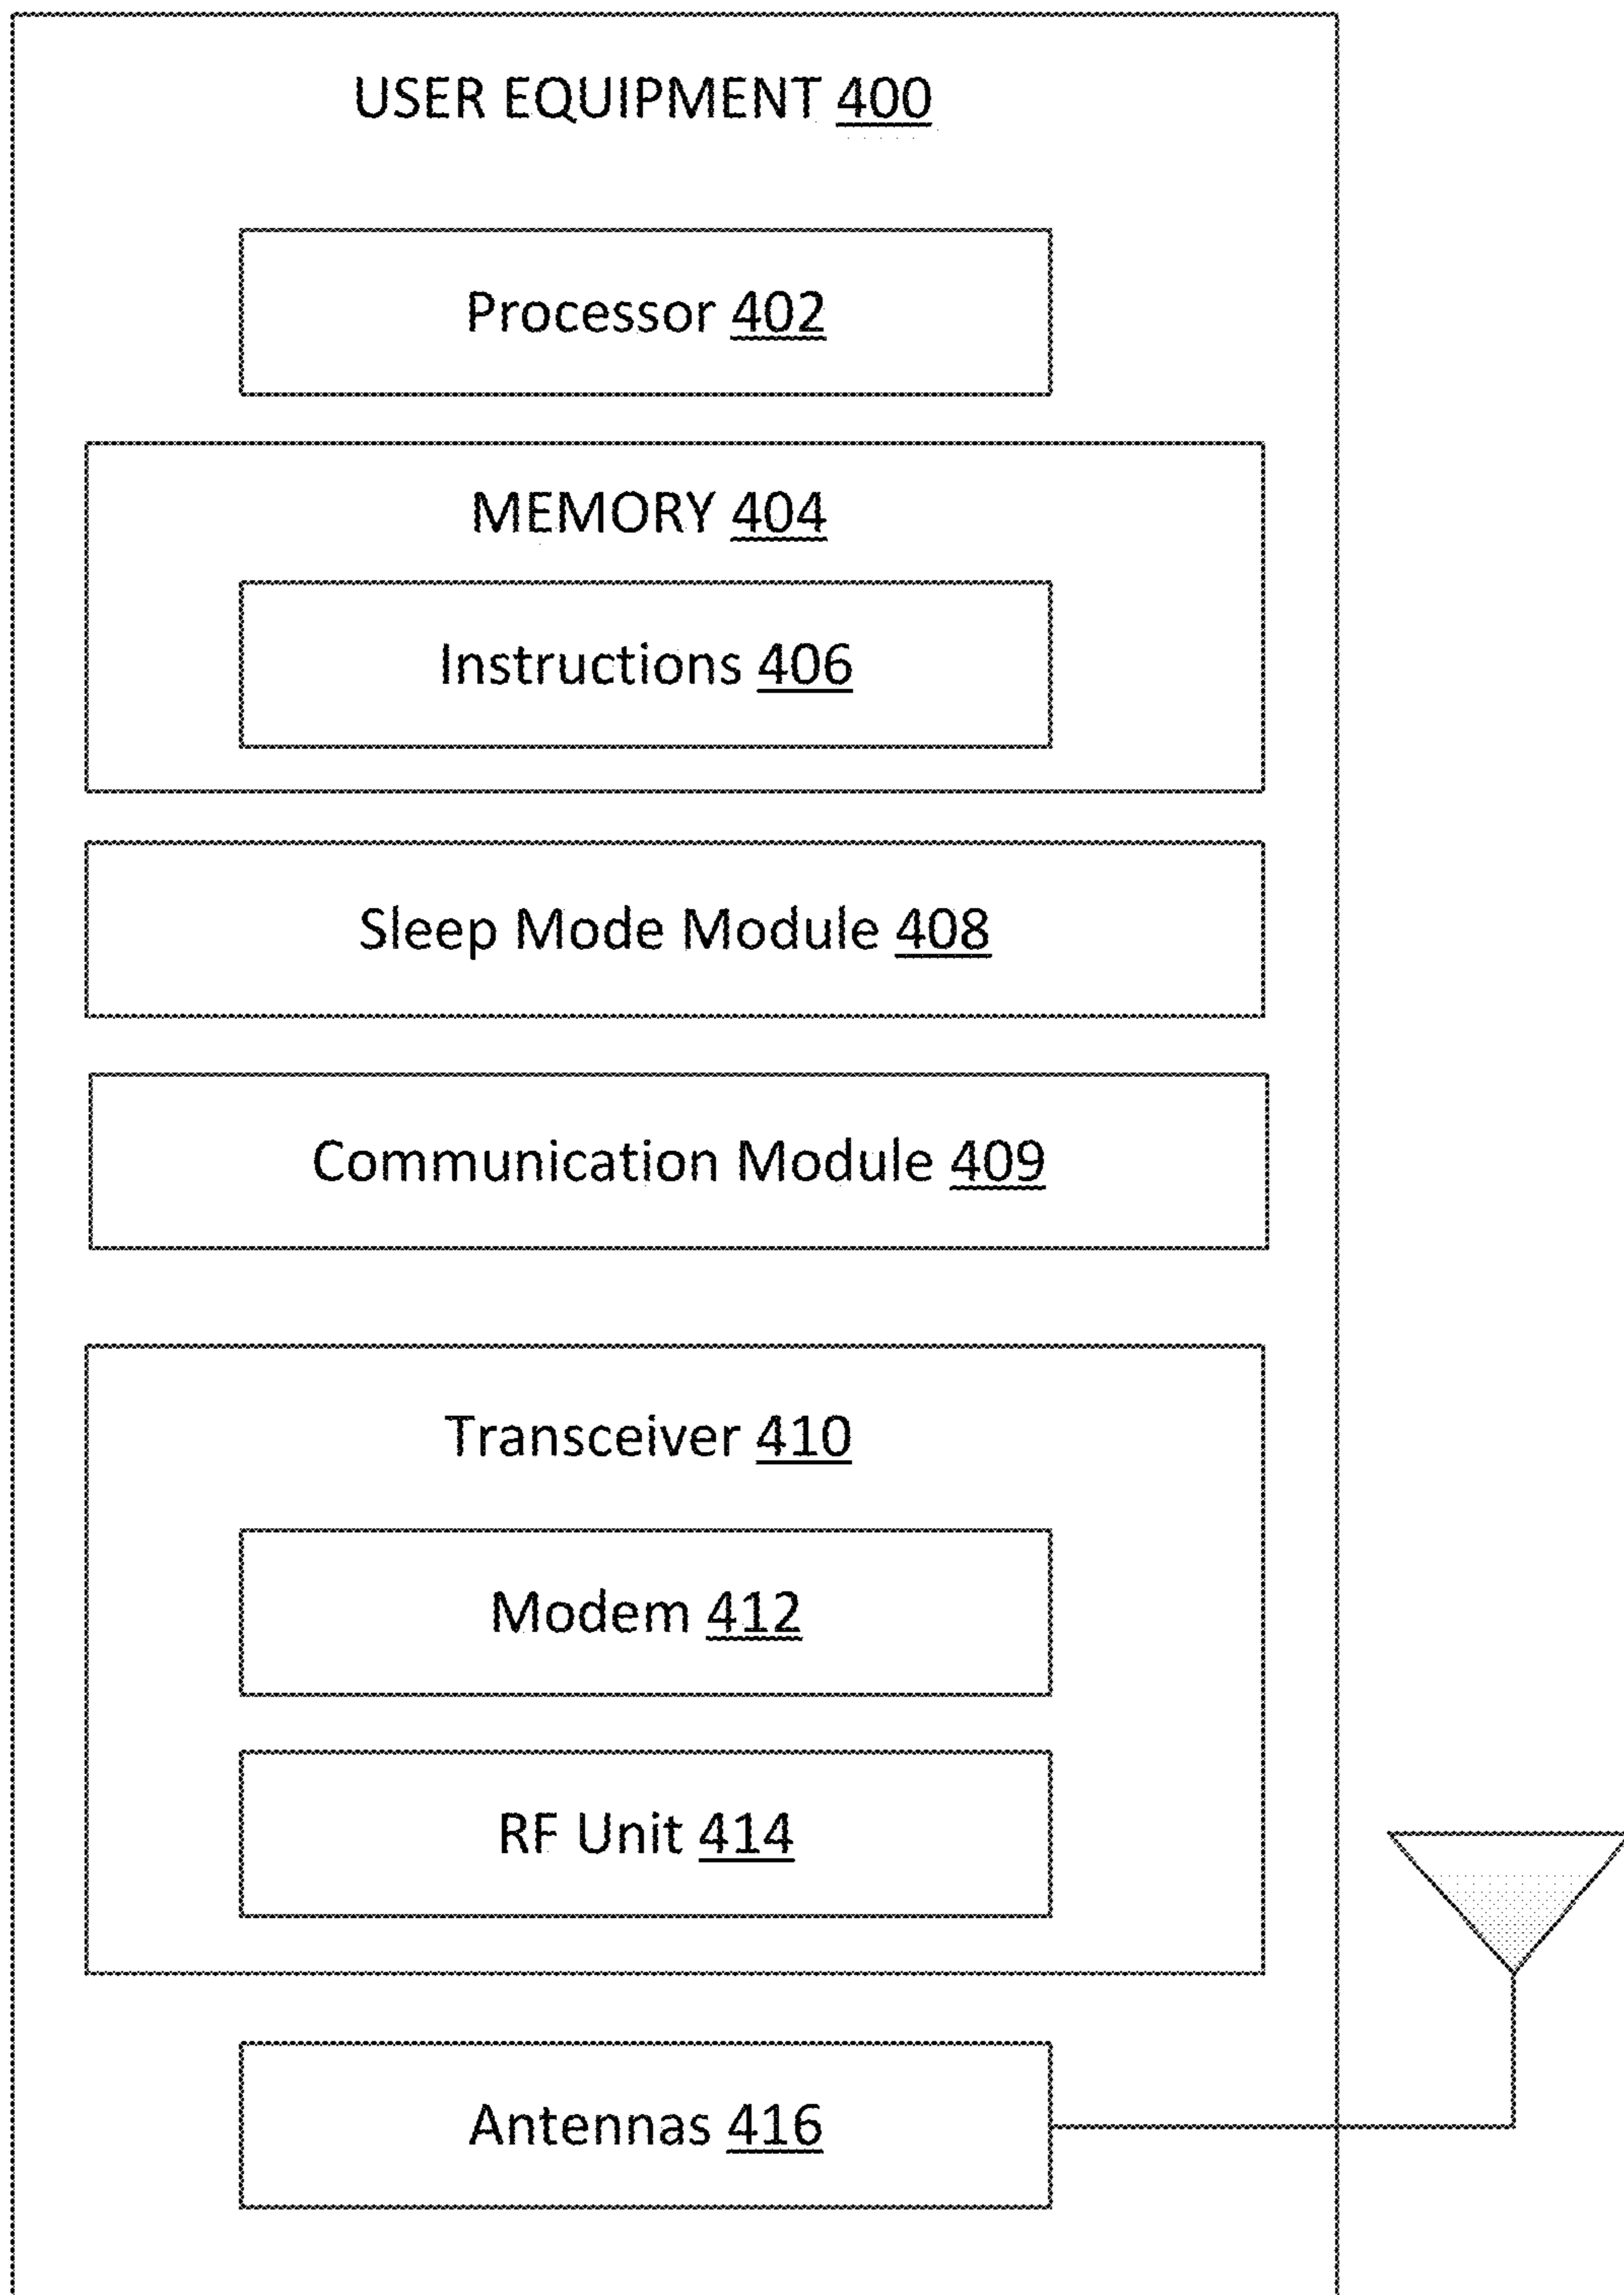 USER EQUIPMENT 400
Processor 402
MEMORY 404
Instructions 406
Sleep Mode Module 408
Communication Module 409
Transceiver 410
Modem 412
RF Unit 414
Antennas 416